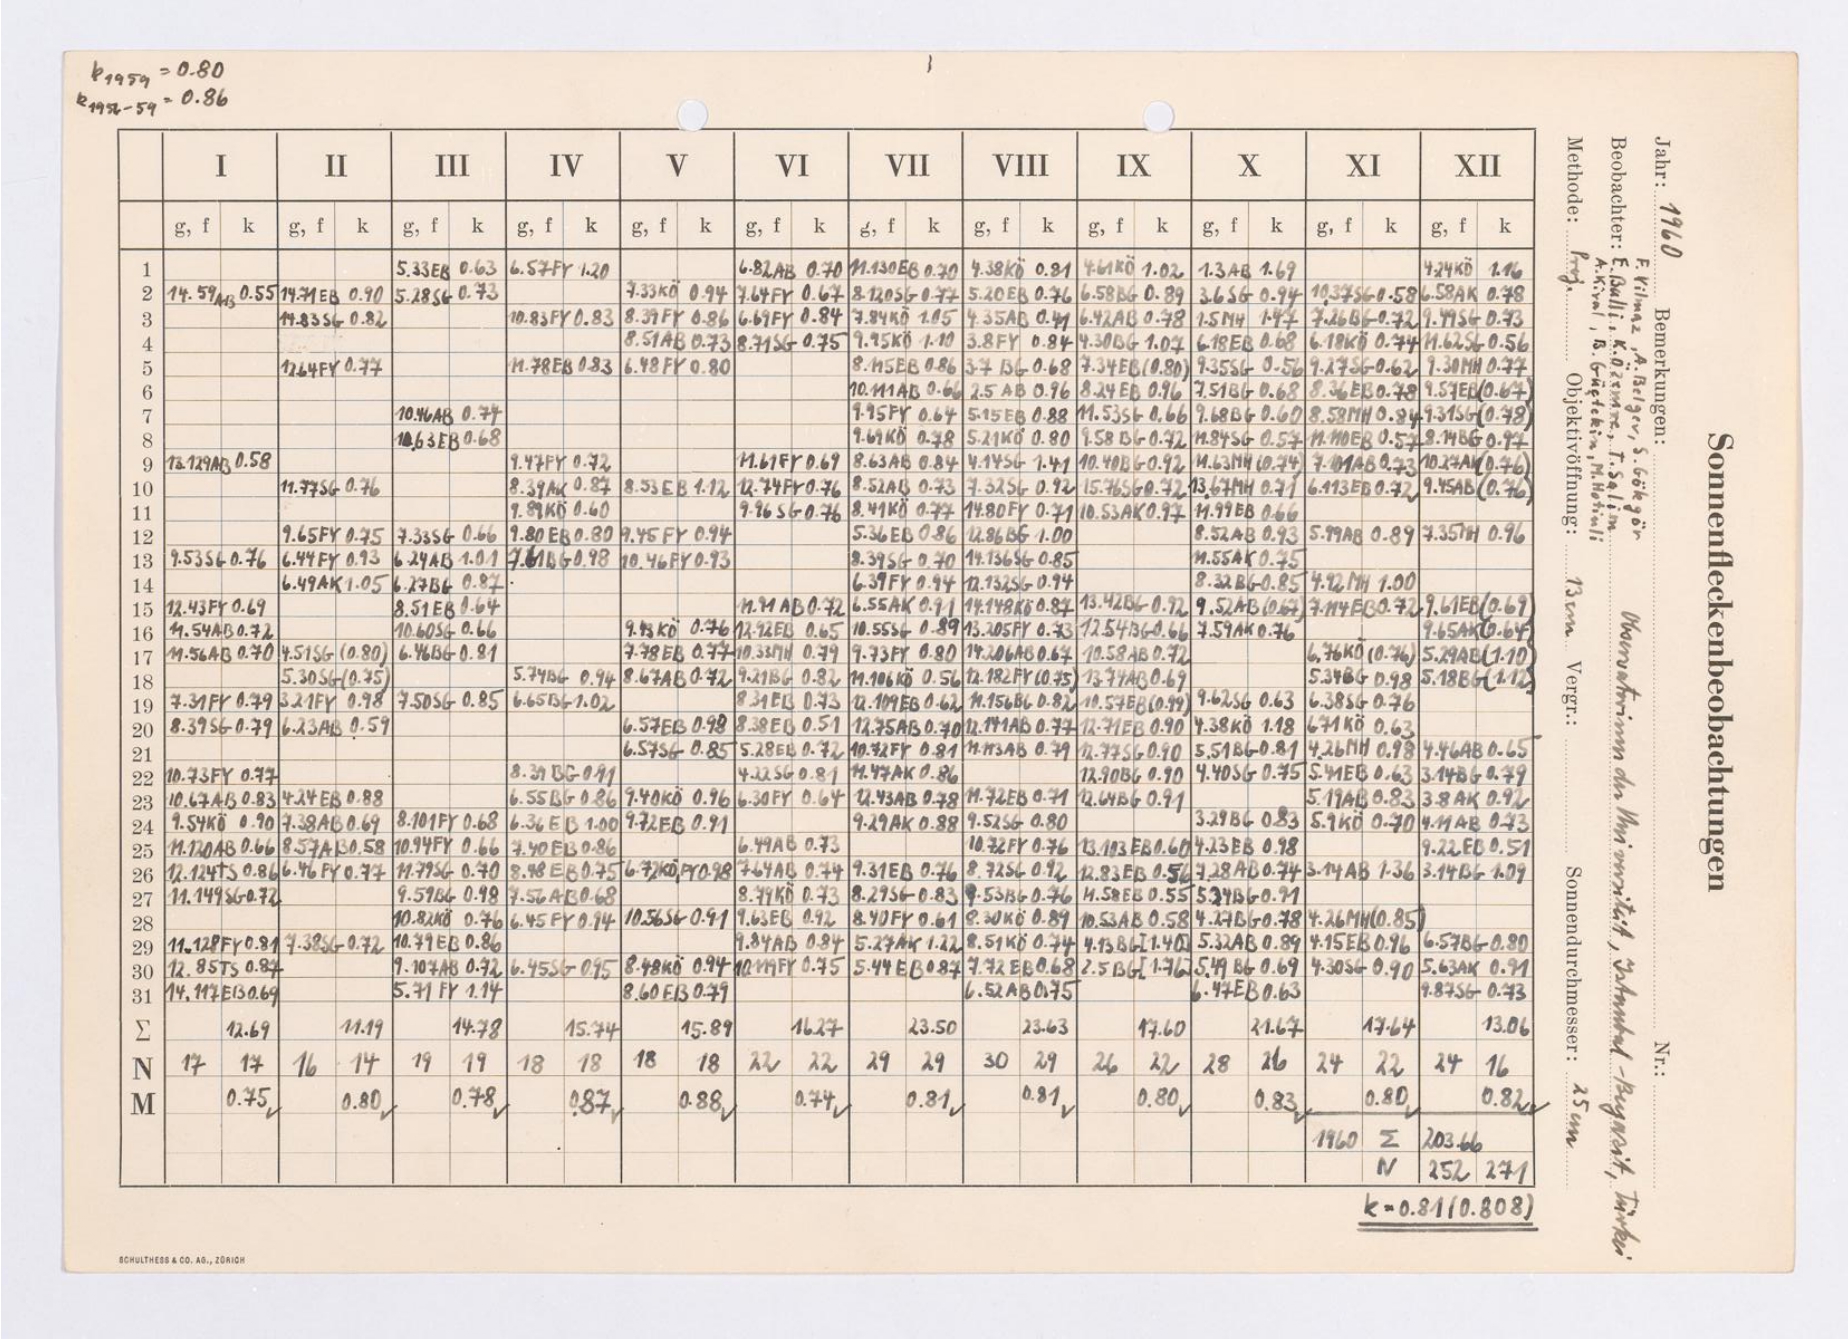 k1959 = 0.80
k1956-59 = 0.86
Sonnenfleckenbeobachtungen
Jahr: 1960 Bemerkungen: Nr.:
F. Yilmaz, A. Belger, S. Gökgör
Beobachter: E. Balli, K. Özemre, T. Salim
A. Kıral, B. Güçtekin, M. Hotinli
Observatorium der Universität, Istanbul-Beyazit, Türkei
Methode: Proj. Objektivöffnung: 13 cm Vergr.: Sonnendurchmesser: 25 cm
I II III IV V VI VII VIII IX X XI XII
g, f k g, f k g, f k g, f k g, f k g, f k g, f k g, f k g, f k g, f k g, f k g, f k
1 5.33EB 0.63 6.57FY 1.20 6.82AB 0.70 11.130EB 0.70 4.38KÖ 0.81 4.61KÖ 1.02 1.3AB 1.69 4.24KÖ 1.16
2 14.59AB 0.55 14.71EB 0.90 5.28SG 0.73 7.33KÖ 0.94 7.64FY 0.67 8.120SG 0.77 5.20EB 0.76 6.58BG 0.89 3.6SG 0.94 10.37SG 0.58 6.58AK 0.78
3 14.83SG 0.82 10.83FY 0.83 8.39FY 0.86 6.69FY 0.84 7.84KÖ 1.05 4.35AB 0.41 6.42AB 0.78 1.5MH 1.47 7.26BG 0.72 9.49SG 0.73
4 8.51AB 0.73 8.71SG 0.75 9.95KÖ 1.10 3.8FY 0.84 4.30BG 1.07 6.18EB 0.68 6.18KÖ 0.74 11.62SG 0.56
5 12.64FY 0.77 11.78EB 0.83 6.48FY 0.80 8.115EB 0.86 3.7BG 0.68 7.34EB (0.80) 9.35SG 0.56 9.27SG 0.62 9.30MH 0.77
6 10.111AB 0.66 2.5AB 0.96 8.24EB 0.96 7.51BG 0.68 8.36EB 0.78 9.57EB (0.67)
7 10.46AB 0.74 9.95FY 0.64 5.15EB 0.88 11.53SG 0.66 9.68BG 0.60 8.58MH 0.84 9.31SG (0.78)
8 10.63EB 0.68 9.69KÖ 0.78 5.21KÖ 0.80 9.58BG 0.72 11.84SG 0.57 11.110EB 0.57 8.14BG 0.97
9 13.129AB 0.58 9.47FY 0.72 11.61FY 0.69 8.63AB 0.84 4.14SG 1.41 10.40BG 0.92 11.63MH (0.74) 7.101AB 0.73 10.27AK (0.76)
10 11.77SG 0.76 8.39AK 0.87 8.53EB 1.12 12.74FY 0.76 8.52AB 0.73 7.32SG 0.92 15.76SG 0.72 13.67MH 0.71 6.113EB 0.72 9.45AB (0.76)
11 9.89KÖ 0.60 9.96SG 0.76 8.41KÖ 0.77 14.80FY 0.71 10.53AK 0.97 11.99EB 0.66
12 9.65FY 0.75 7.33SG 0.66 9.80EB 0.80 9.45FY 0.94 5.36EB 0.86 12.86BG 1.00 8.52AB 0.93 5.99AB 0.89 7.35MH 0.96
13 9.53SG 0.76 6.44FY 0.93 6.24AB 1.01 7.61BG 0.98 10.46FY 0.93 8.39SG 0.70 14.136SG 0.85 11.55AK 0.75
14 6.49AK 1.05 6.27BG 0.87 6.39FY 0.94 12.132SG 0.94 8.32BG 0.85 4.92MH 1.00
15 12.43FY 0.69 8.51EB 0.64 11.91AB 0.72 6.55AK 0.91 14.148KÖ 0.87 13.42BG 0.92 9.52AB (0.67) 7.114EB 0.72 9.61EB (0.69)
16 11.54AB 0.72 10.60SG 0.66 9.93KÖ 0.76 12.92EB 0.65 10.55SG 0.89 13.205FY 0.73 12.54BG 0.66 7.59AK 0.76 9.65AK (0.64)
17 11.56AB 0.70 4.51SG (0.80) 6.46BG 0.81 7.78EB 0.77 10.33MH 0.79 9.73FY 0.80 14.206AB 0.67 10.58AB 0.72 6.76KÖ (0.76) 5.29AB (1.10)
18 5.30SG (0.75) 5.74BG 0.94 8.67AB 0.72 9.21BG 0.82 11.106KÖ 0.56 12.182FY (0.75) 13.74AB 0.69 5.34BG 0.98 5.18BG (1.12)
19 7.31FY 0.79 3.21FY 0.98 7.50SG 0.85 6.65BG 1.02 8.31EB 0.73 12.109EB 0.62 11.156BG 0.82 10.57EB (0.99) 9.62SG 0.63 6.38SG 0.76
20 8.39SG 0.79 6.23AB 0.59 6.57EB 0.98 8.38EB 0.51 12.75AB 0.70 12.141AB 0.77 12.71EB 0.90 4.38KÖ 1.18 6.71KÖ 0.63
21 6.57SG 0.85 5.28EB 0.72 10.72FY 0.81 11.113AB 0.79 12.77SG 0.90 5.51BG 0.81 4.26MH 0.98 4.46AB 0.65
22 10.73FY 0.77 8.39BG 0.91 4.22SG 0.81 11.47AK 0.86 12.90BG 0.90 4.40SG 0.75 5.41EB 0.63 3.14BG 0.79
23 10.67AB 0.83 4.24EB 0.88 6.55BG 0.86 9.40KÖ 0.96 6.30FY 0.64 12.43AB 0.78 11.72EB 0.71 12.64BG 0.91 5.19AB 0.83 3.8AK 0.92
24 9.54KÖ 0.90 7.38AB 0.69 8.101FY 0.68 6.36EB 1.00 9.72EB 0.91 9.29AK 0.88 9.52SG 0.80 3.29BG 0.83 5.9KÖ 0.70 4.11AB 0.73
25 11.120AB 0.66 8.57AB 0.58 10.94FY 0.66 7.40EB 0.86 6.49AB 0.73 10.72FY 0.76 13.103EB 0.60 4.23EB 0.98 9.22EB 0.51
26 12.124TS 0.86 6.46FY 0.77 11.79SG 0.70 8.48EB 0.75 6.72KÖ,FY 0.98 7.64AB 0.74 9.31EB 0.76 8.72SG 0.92 12.83EB 0.56 7.28AB 0.74 3.14AB 1.36 3.14BG 1.09
27 11.149SG 0.72 9.59BG 0.98 7.56AB 0.68 8.79KÖ 0.73 8.29SG 0.83 9.53BG 0.76 11.58EB 0.55 5.24BG 0.91
28 10.82KÖ 0.76 6.45FY 0.94 10.56SG 0.91 9.63EB 0.92 8.40FY 0.61 8.30KÖ 0.89 10.53AB 0.58 4.27BG 0.78 4.26MH (0.85)
29 11.128FY 0.81 7.38SG 0.72 10.79EB 0.86 9.84AB 0.84 5.27AK 1.22 8.51KÖ 0.74 4.13BG [1.40] 5.32AB 0.89 4.15EB 0.96 6.57BG 0.80
30 12.85TS 0.87 9.107AB 0.72 6.45SG 0.95 8.48KÖ 0.94 10.119FY 0.75 5.44EB 0.87 7.72EB 0.68 2.5BG [1.76] 5.49BG 0.69 4.30SG 0.90 5.63AK 0.91
31 14.117EB 0.69 5.71FY 1.14 8.60EB 0.79 6.52AB 0.75 6.47EB 0.63 9.87SG 0.73
Σ 12.69 11.19 14.78 15.74 15.89 16.27 23.50 23.63 17.60 21.67 17.64 13.06
N 17 17 16 14 19 19 18 18 18 18 22 22 29 29 30 29 26 22 28 26 24 22 24 16
M 0.75 0.80 0.78 0.87 0.88 0.74 0.81 0.81 0.80 0.83 0.80 0.82
1960 Σ 203.66
N 252 271
k = 0.81 (0.808)
SCHULTHESS & CO. AG., ZÜRICH